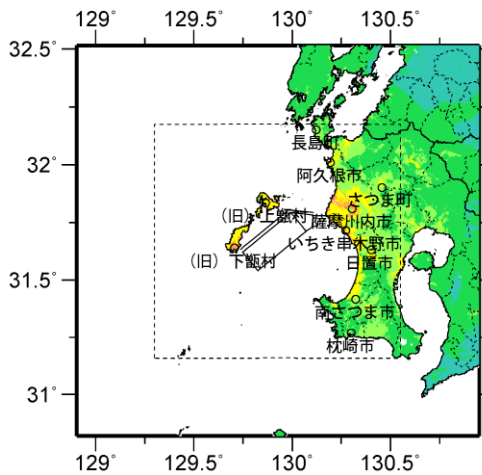 129˚ 129.5˚ 130˚ 130.5˚
32.5˚
32˚
31.5˚
31˚
長島町
阿久根市
さつま町
（旧）上甑村
薩摩川内市
いちき串木野市
（旧）下甑村
日置市
南さつま市
枕崎市
129˚ 129.5˚ 130˚ 130.5˚